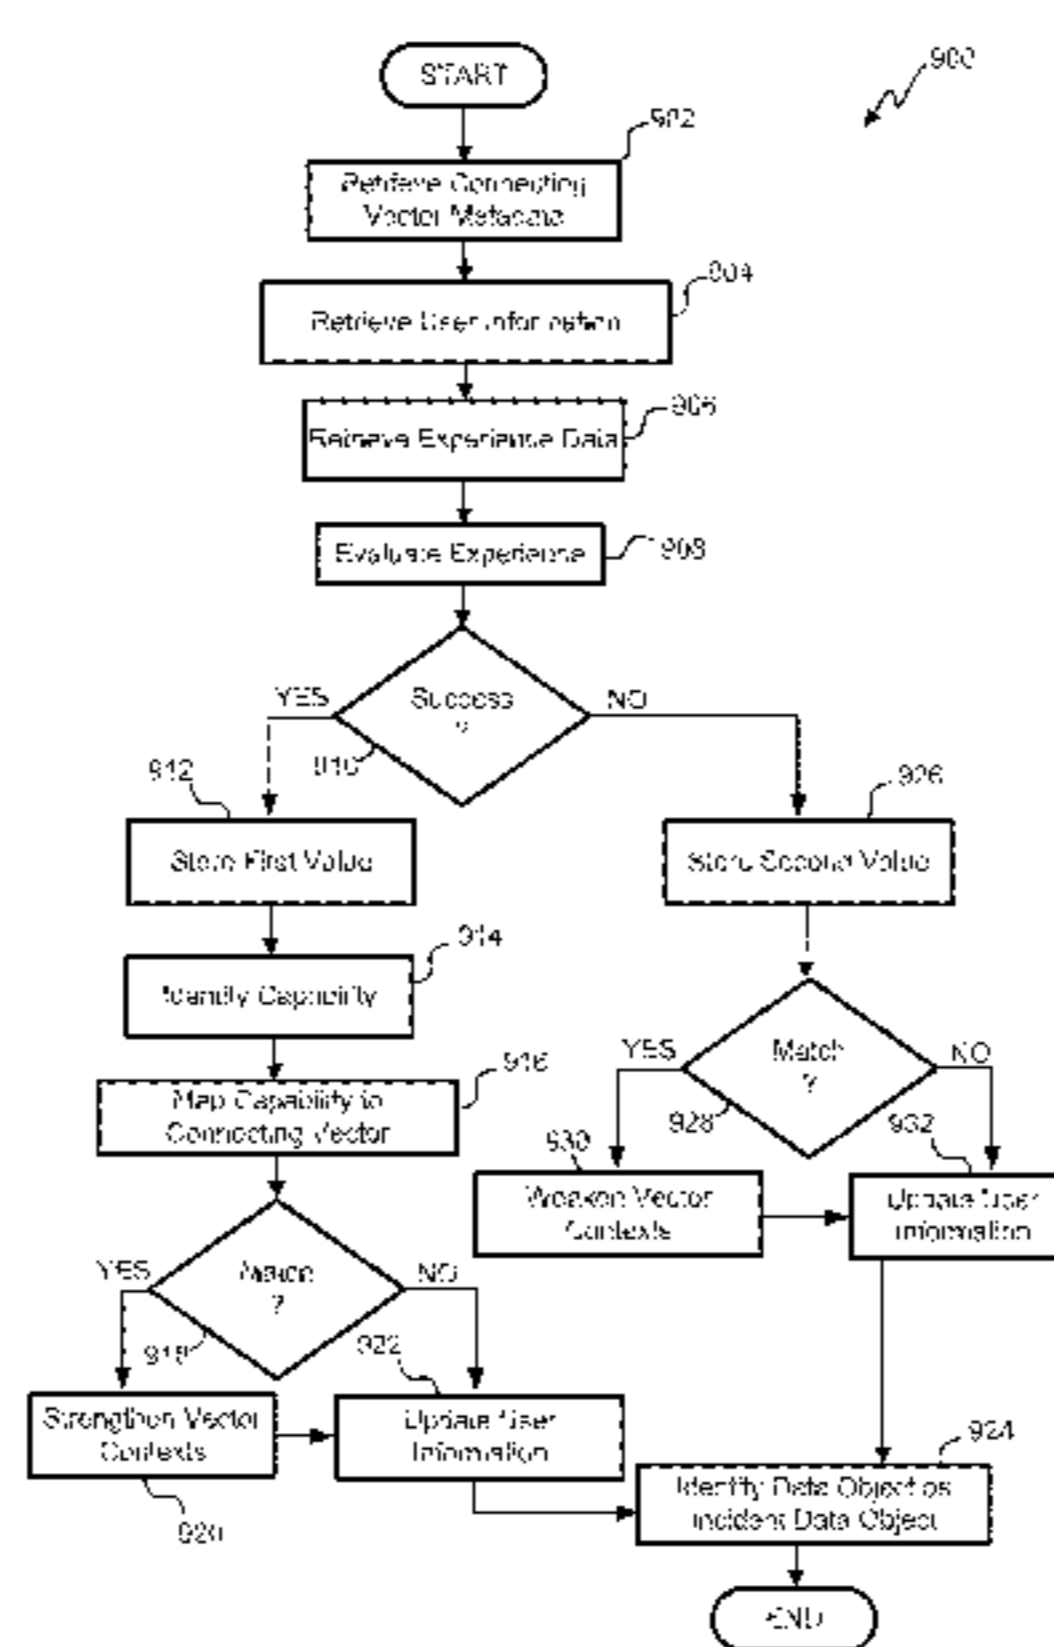 START
900
902
Retrieve Connecting
Vector Metadata
904
Retrieve User Information
906
Retrieve Experience Data
908
Evaluate Experience
YES
Success
?
NO
910
912
Store First Value
926
Store Second Value
914
Identify Capability
916
Map Capability to
Connecting Vector
YES
Match
?
NO
928
930
Weaken Vector
Contexts
932
Update User
Information
YES
Match
?
NO
918
922
Strengthen Vector
Contexts
920
Update User
Information
924
Identify Data Object as
Incident Data Object
END